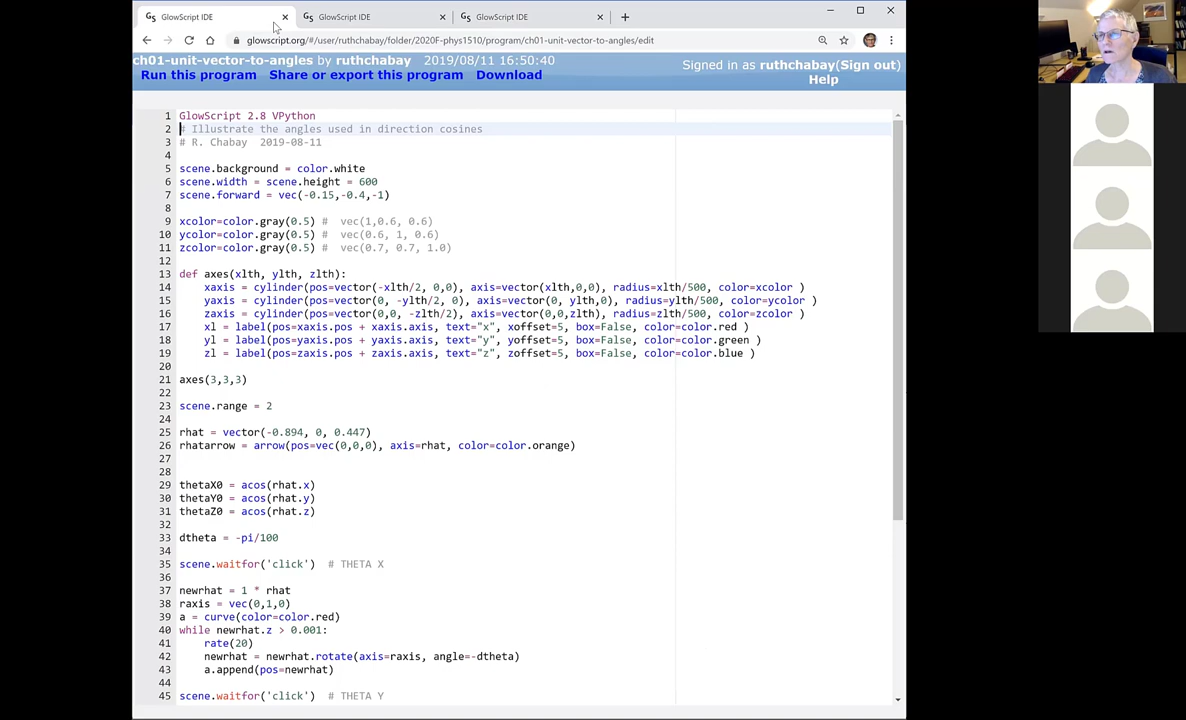 GlowScript IDE
GlowScript IDE
GlowScript IDE
glowscript.org/#/user/ruthchabay/folder/2020F-phys1510/program/ch01-unit-vector-to-angles/edit
ch01-unit-vector-to-angles by ruthchabay 2019/08/11 16:50:40
Signed in as ruthchabay(Sign out)
Run this program Share or export this program Download
Help
1 GlowScript 2.8 VPython
2 # Illustrate the angles used in direction cosines
3 # R. Chabay 2019-08-11
4
5 scene.background = color.white
6 scene.width = scene.height = 600
7 scene.forward = vec(-0.15,-0.4,-1)
8
9 xcolor=color.gray(0.5) # vec(1,0.6, 0.6)
10 ycolor=color.gray(0.5) # vec(0.6, 1, 0.6)
11 zcolor=color.gray(0.5) # vec(0.7, 0.7, 1.0)
12
13 def axes(xlth, ylth, zlth):
14 xaxis = cylinder(pos=vector(-xlth/2, 0,0), axis=vector(xlth,0,0), radius=xlth/500, color=xcolor )
15 yaxis = cylinder(pos=vector(0, -ylth/2, 0), axis=vector(0, ylth,0), radius=ylth/500, color=ycolor )
16 zaxis = cylinder(pos=vector(0,0, -zlth/2), axis=vector(0,0,zlth), radius=zlth/500, color=zcolor )
17 xl = label(pos=xaxis.pos + xaxis.axis, text="x", xoffset=5, box=False, color=color.red )
18 yl = label(pos=yaxis.pos + yaxis.axis, text="y", yoffset=5, box=False, color=color.green )
19 zl = label(pos=zaxis.pos + zaxis.axis, text="z", zoffset=5, box=False, color=color.blue )
20
21 axes(3,3,3)
22
23 scene.range = 2
24
25 rhat = vector(-0.894, 0, 0.447)
26 rhatarrow = arrow(pos=vec(0,0,0), axis=rhat, color=color.orange)
27
28
29 thetaX0 = acos(rhat.x)
30 thetaY0 = acos(rhat.y)
31 thetaZ0 = acos(rhat.z)
32
33 dtheta = -pi/100
34
35 scene.waitfor('click') # THETA X
36
37 newrhat = 1 * rhat
38 raxis = vec(0,1,0)
39 a = curve(color=color.red)
40 while newrhat.z > 0.001:
41 rate(20)
42 newrhat = newrhat.rotate(axis=raxis, angle=-dtheta)
43 a.append(pos=newrhat)
44
45 scene.waitfor('click') # THETA Y